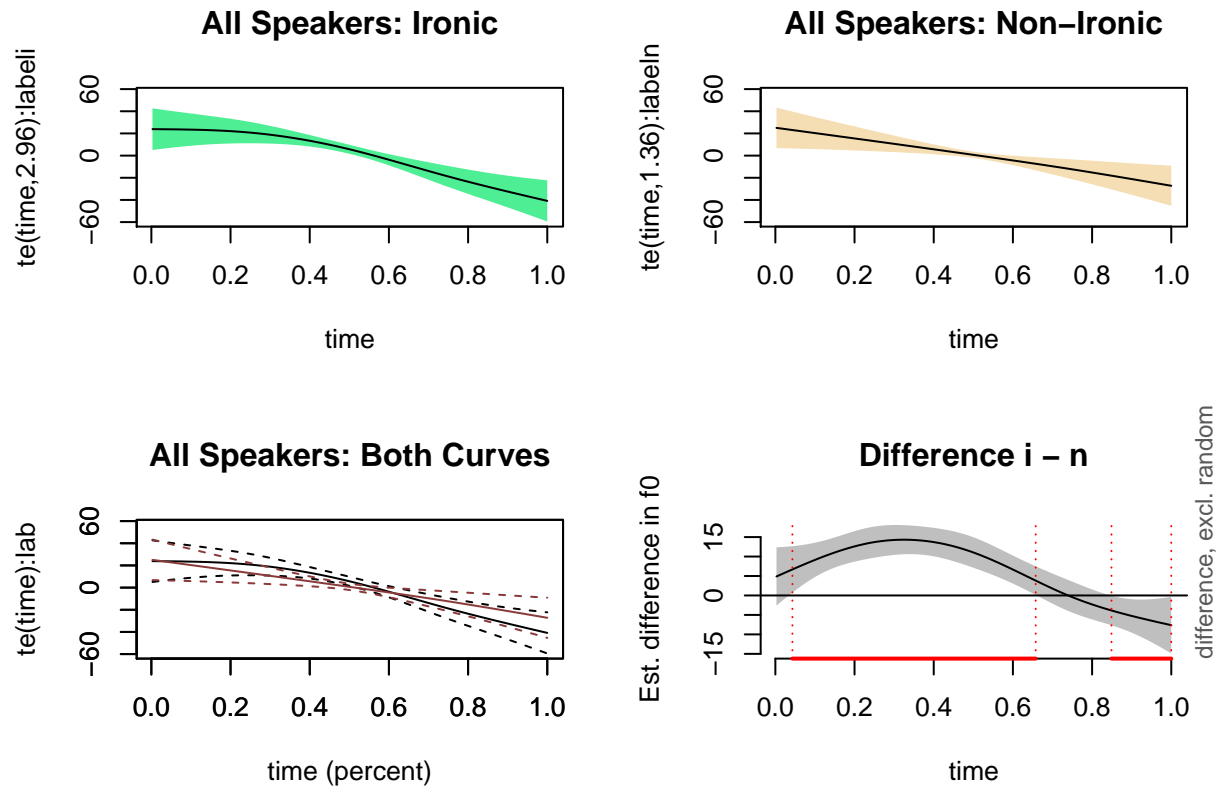 All Speakers: Ironic
te(time,2.96):labeli
60
0
−60
0.0 0.2 0.4 0.6 0.8 1.0
time
All Speakers: Non−Ironic
te(time,1.36):labeln
60
0
−60
0.0 0.2 0.4 0.6 0.8 1.0
time
All Speakers: Both Curves
te(time):lab
60
0
−60
0.0 0.2 0.4 0.6 0.8 1.0
time (percent)
Difference i − n
Est. difference in f0
15
0
−15
0.0 0.2 0.4 0.6 0.8 1.0
time
difference, excl. random